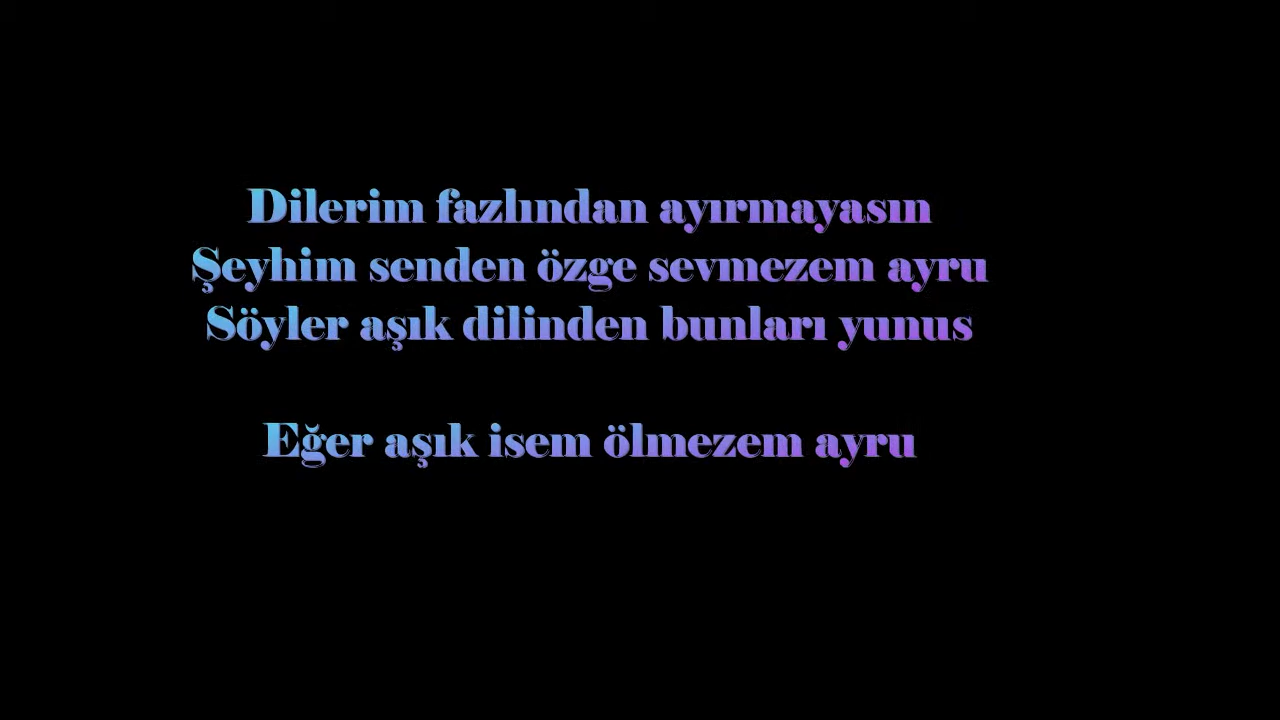 Dilerim fazlından ayırmayasın
Şeyhim senden özge sevmezem ayru
Söyler aşık dilinden bunları yunus
Eğer aşık isem ölmezem ayru